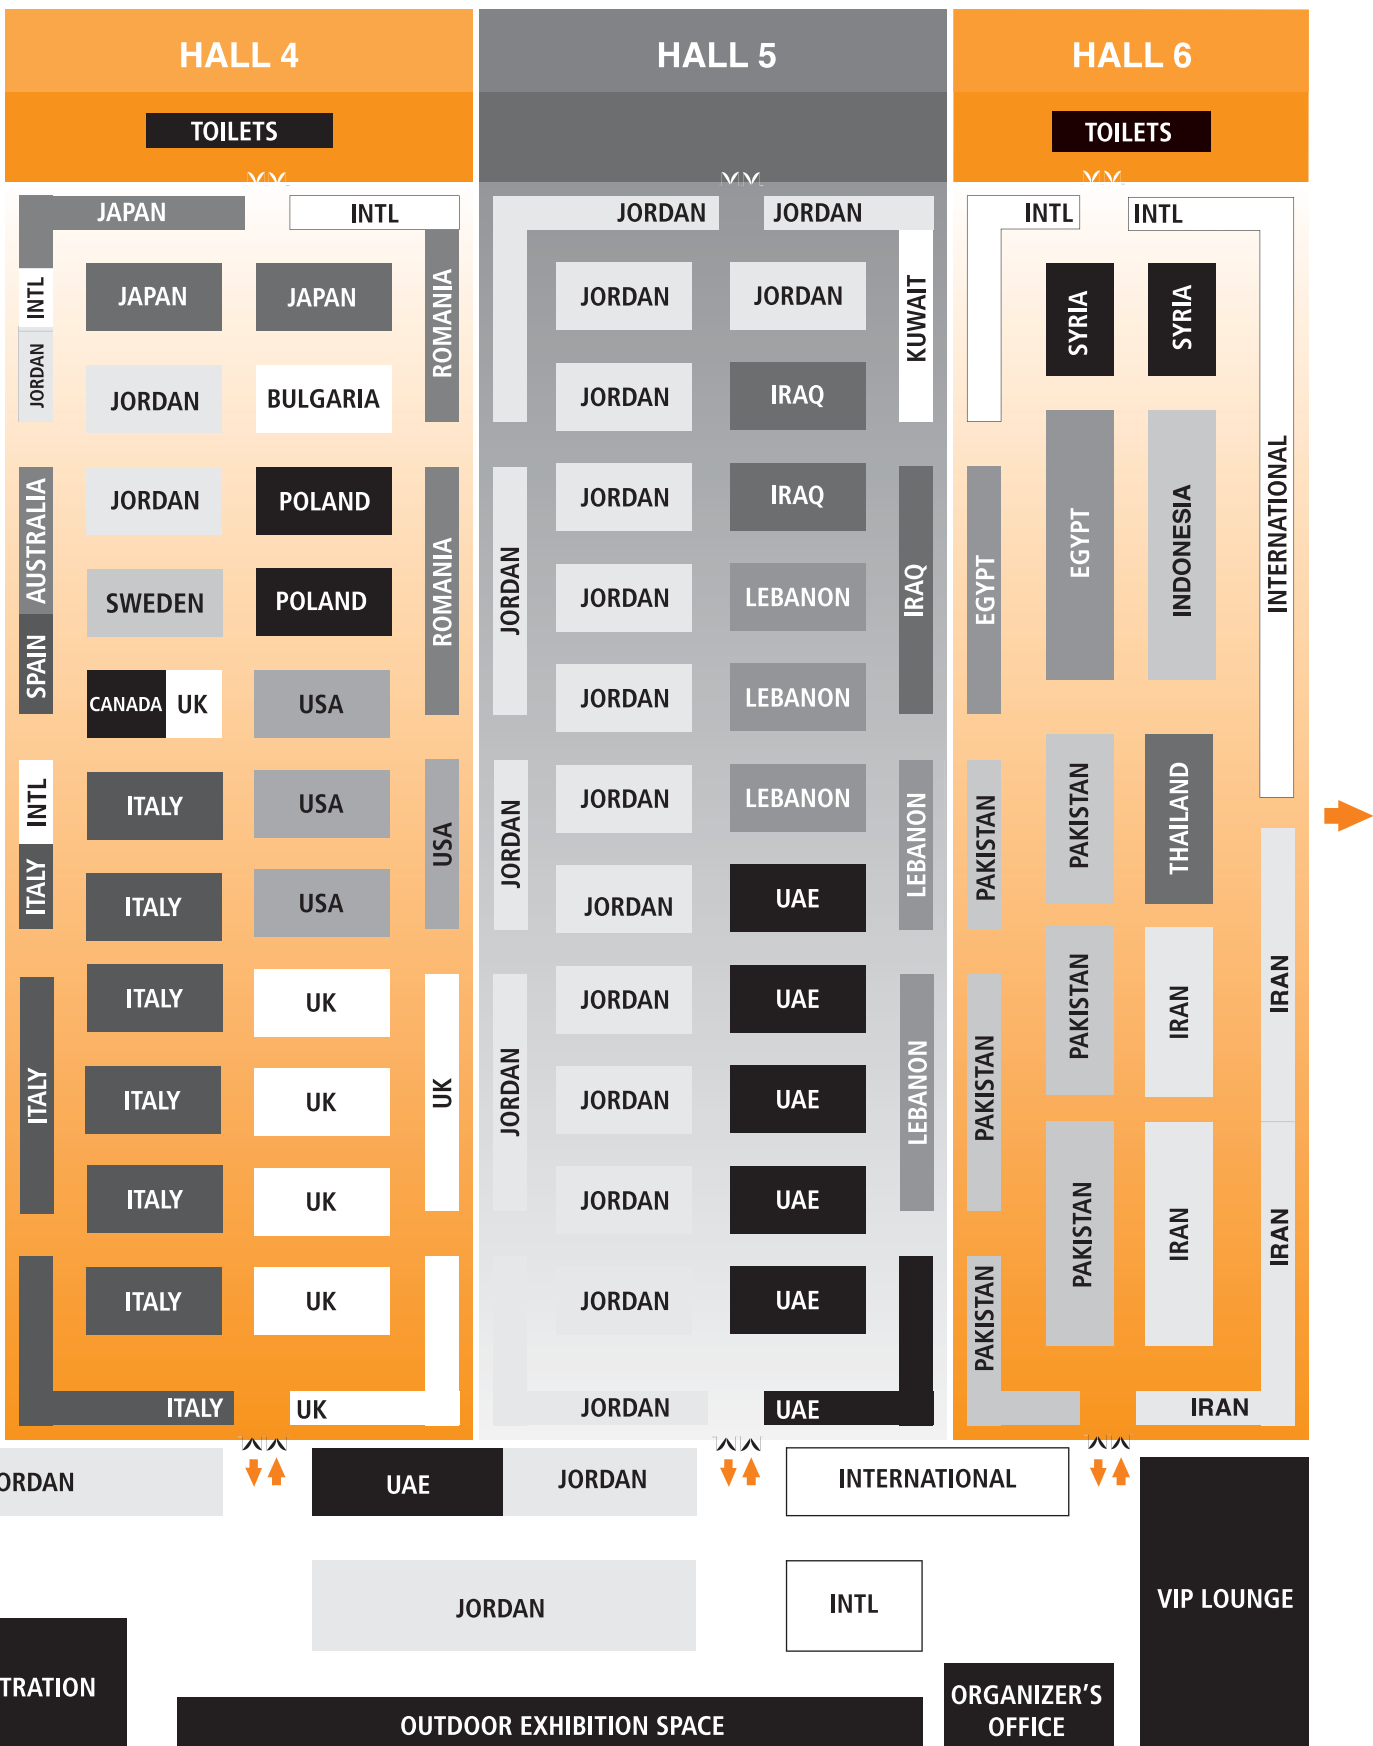 HALL 4
TOILETS
JAPAN
INTL
INTL
JORDAN
JAPAN
JAPAN
ROMANIA
JORDAN
BULGARIA
AUSTRALIA
SPAIN
JORDAN
POLAND
ROMANIA
SWEDEN
POLAND
CANADA
UK
USA
INTL
ITALY
ITALY
USA
USA
ITALY
USA
ITALY
ITALY
UK
UK
ITALY
UK
ITALY
UK
ITALY
UK
ITALY
UK
HALL 5
JORDAN
JORDAN
JORDAN
JORDAN
KUWAIT
JORDAN
IRAQ
JORDAN
JORDAN
IRAQ
IRAQ
JORDAN
LEBANON
JORDAN
LEBANON
JORDAN
JORDAN
LEBANON
LEBANON
JORDAN
UAE
JORDAN
JORDAN
UAE
LEBANON
JORDAN
UAE
JORDAN
UAE
JORDAN
UAE
JORDAN
UAE
HALL 6
TOILETS
INTL
INTL
SYRIA
SYRIA
INTERNATIONAL
EGYPT
EGYPT
INDONESIA
PAKISTAN
PAKISTAN
THAILAND
IRAN
PAKISTAN
PAKISTAN
IRAN
PAKISTAN
IRAN
IRAN
PAKISTAN
IRAN
ORDAN
UAE
JORDAN
INTERNATIONAL
JORDAN
INTL
VIP LOUNGE
TRATION
OUTDOOR EXHIBITION SPACE
ORGANIZER'S
OFFICE